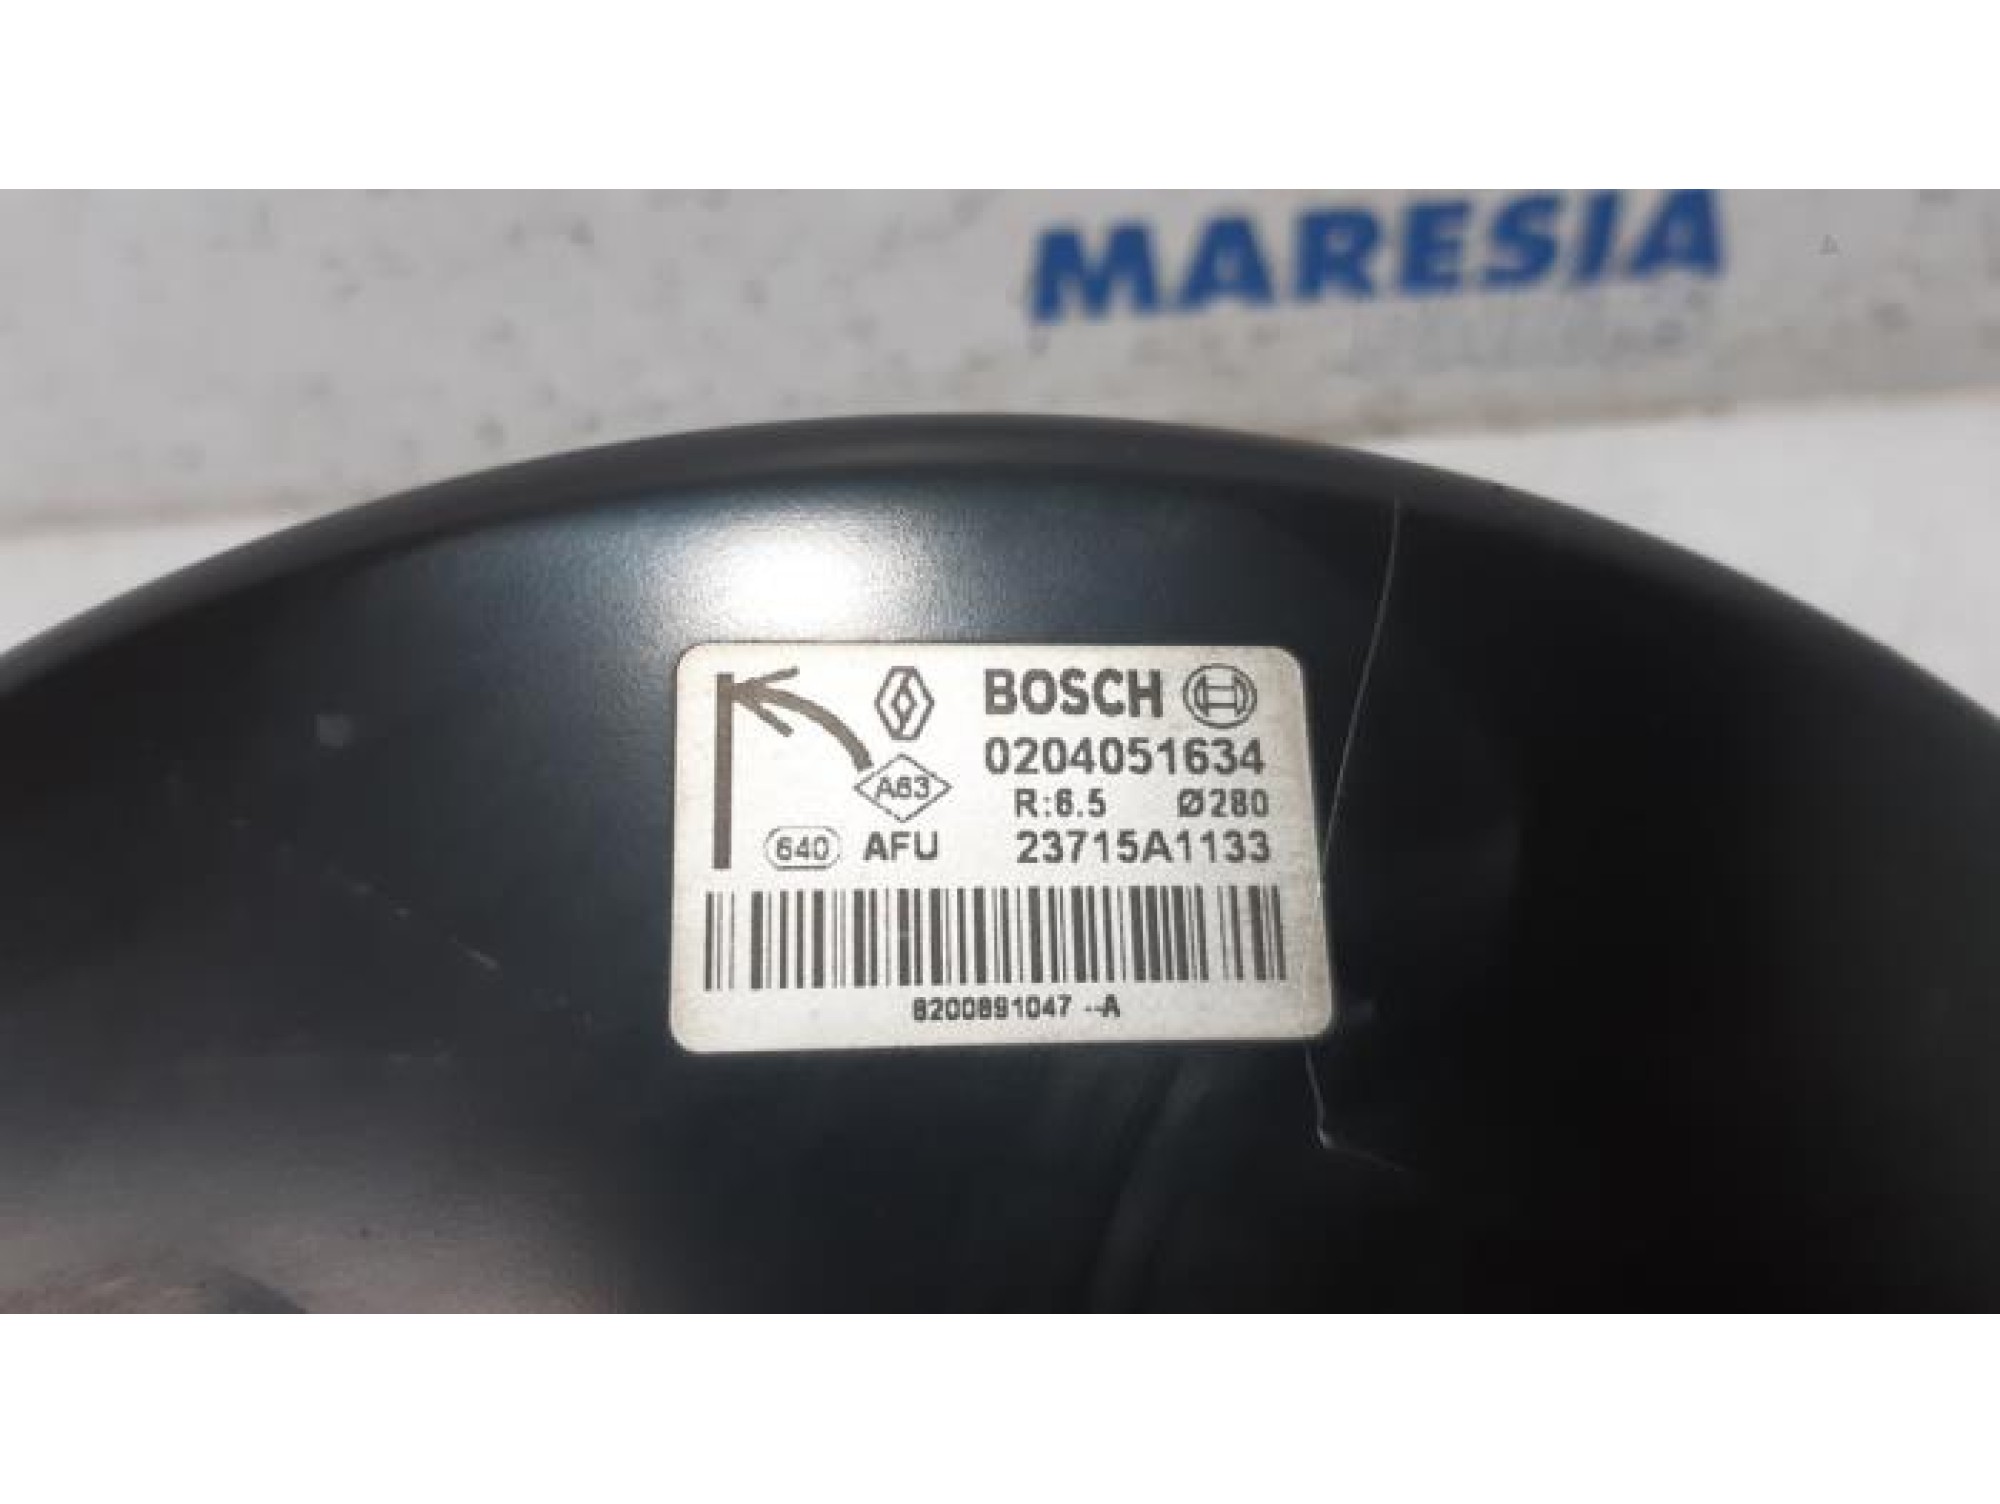 MARESIA
BOSCH
0204051634
A63
R:6.5 Ø280
640 AFU 23715A1133
8200891047 --A